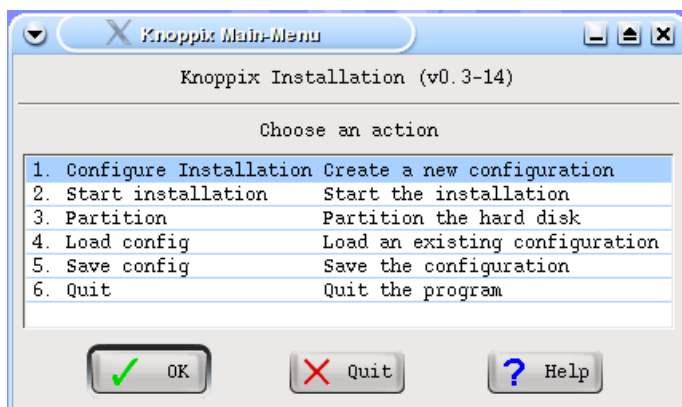 Knoppix Main-Menu
Knoppix Installation (v0.3-14)
Choose an action
1. Configure Installation Create a new configuration
2. Start installation Start the installation
3. Partition Partition the hard disk
4. Load config Load an existing configuration
5. Save config Save the configuration
6. Quit Quit the program
OK Quit Help